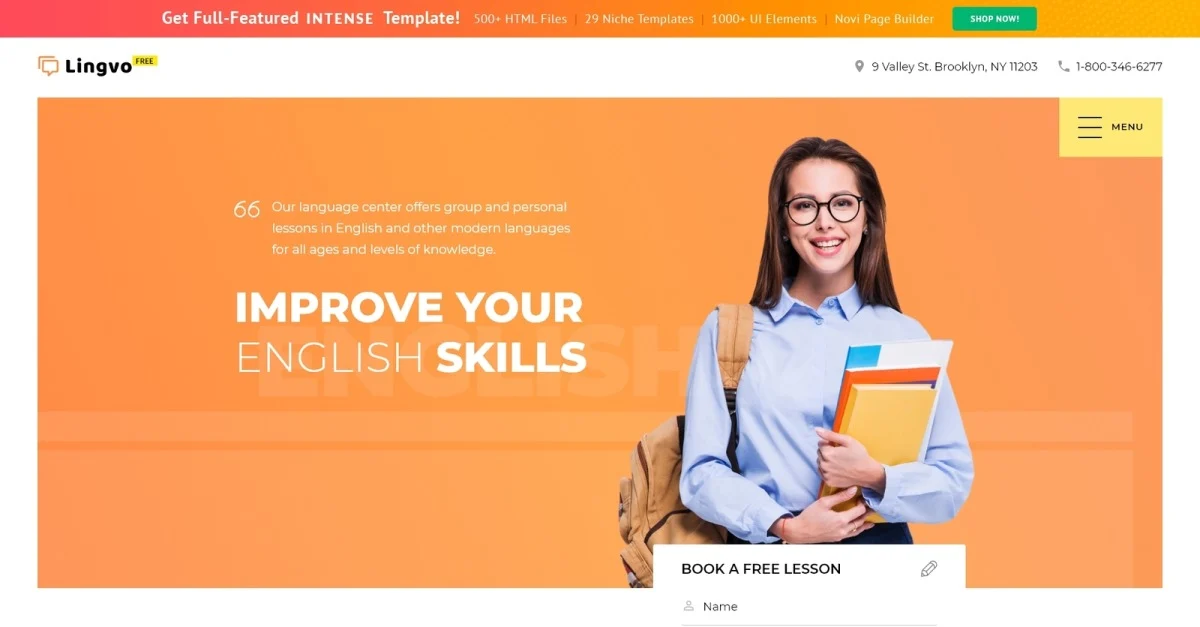 Get Full-Featured INTENSE Template! 500+ HTML Files | 29 Niche Templates | 1000+ UI Elements | Novi Page Builder SHOP NOW!
Lingvo FREE
9 Valley St. Brooklyn, NY 11203 1-800-346-6277
MENU
Our language center offers group and personal
lessons in English and other modern languages
for all ages and levels of knowledge.
IMPROVE YOUR
ENGLISH SKILLS
ENGLISH
BOOK A FREE LESSON
Name